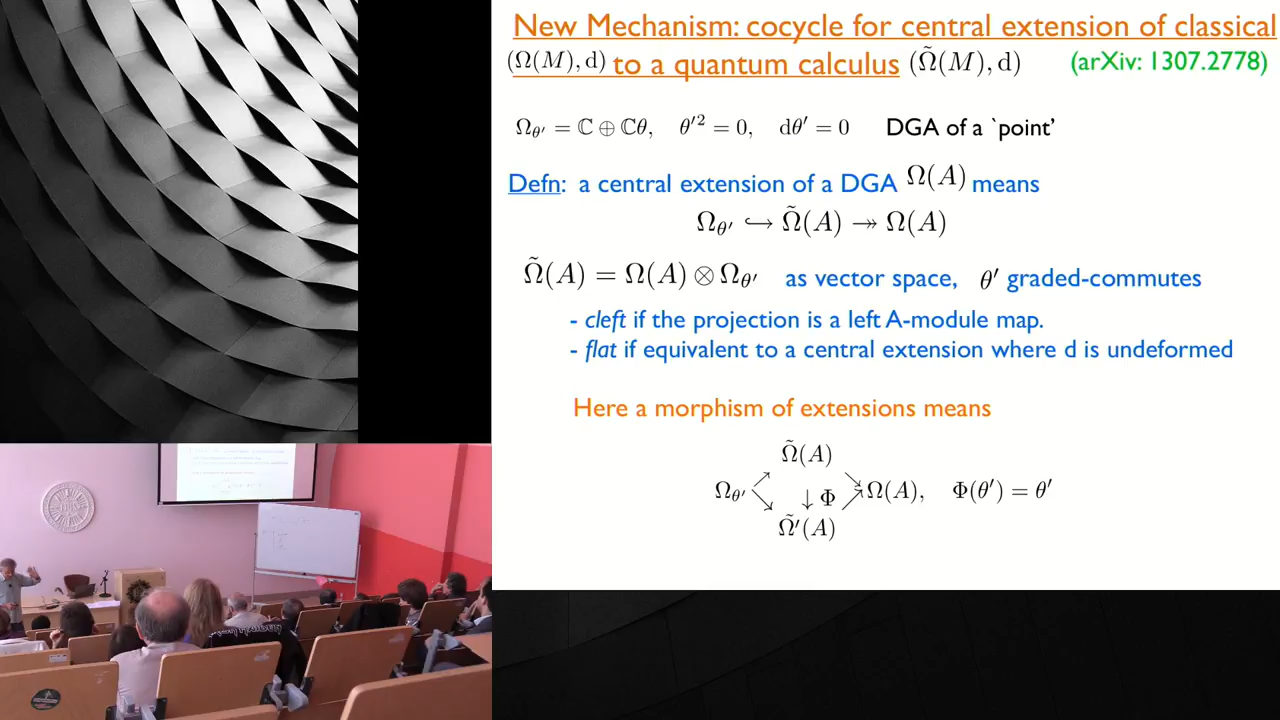 New Mechanism: cocycle for central extension of classical
(Ω(M), d) to a quantum calculus (Ω̃(M), d) (arXiv: 1307.2778)
Ω_θ′ = ℂ ⊕ ℂθ, θ′² = 0, dθ′ = 0 DGA of a `point'
Defn: a central extension of a DGA Ω(A) means
Ω_θ′ ↪ Ω̃(A) ↠ Ω(A)
Ω̃(A) = Ω(A) ⊗ Ω_θ′ as vector space, θ′ graded-commutes
- cleft if the projection is a left A-module map.
- flat if equivalent to a central extension where d is undeformed
Here a morphism of extensions means
Ω̃(A)
Ω_θ′ ↗ ↘ ↓ Φ ↘ ↗ Ω(A), Φ(θ′) = θ′
Ω̃′(A)